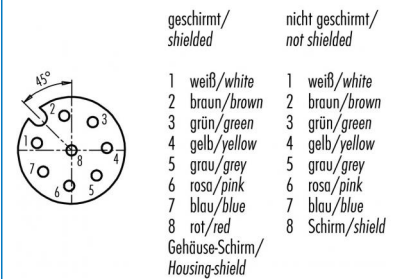 45°
1
2
3
4
5
6
7
8
geschirmt/
shielded
1 weiß/white
2 braun/brown
3 grün/green
4 gelb/yellow
5 grau/grey
6 rosa/pink
7 blau/blue
8 rot/red
Gehäuse-Schirm/
Housing-shield
nicht geschirmt/
not shielded
1 weiß/white
2 braun/brown
3 grün/green
4 gelb/yellow
5 grau/grey
6 rosa/pink
7 blau/blue
8 Schirm/shield